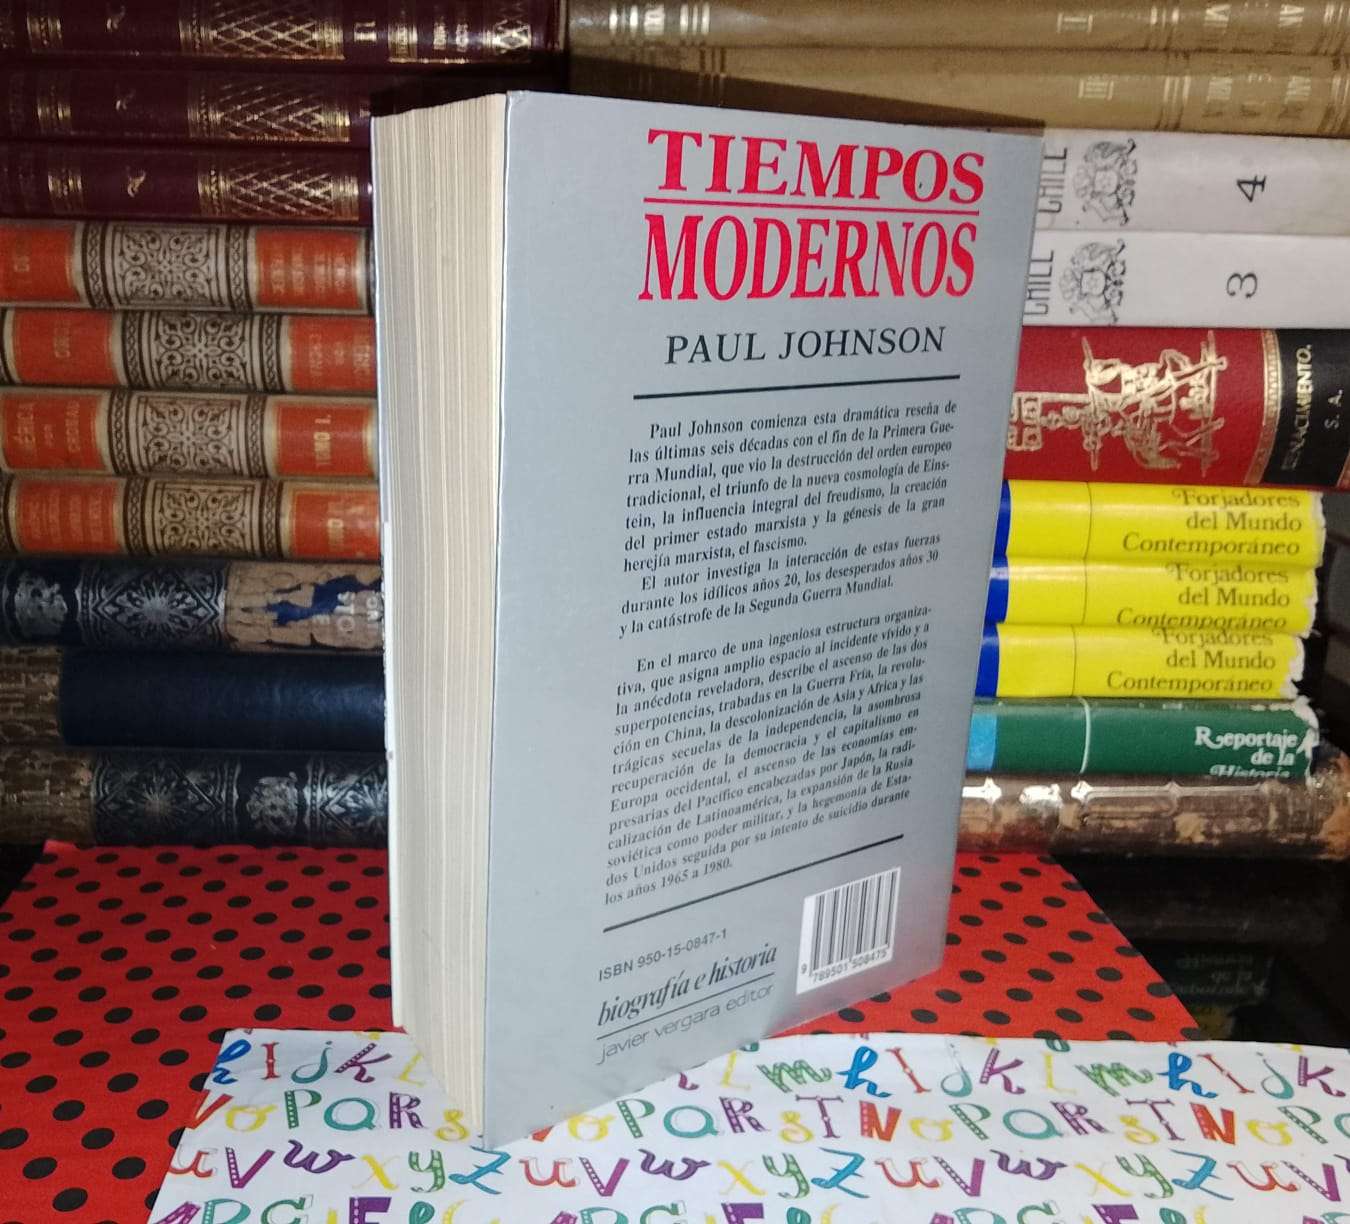 TIEMPOS
MODERNOS
PAUL JOHNSON
Paul Johnson comienza esta dramática reseña de
las últimas seis décadas con el fin de la Primera Gue-
rra Mundial, que vio la destrucción del orden europeo
tradicional, el triunfo de la nueva cosmología de Eins-
tein, la influencia integral del freudismo, la creación
del primer estado marxista y la génesis de la gran
herejía marxista, el fascismo.
El autor investiga la interacción de estas fuerzas
durante los idílicos años 20, los desesperados años 30
y la catástrofe de la Segunda Guerra Mundial.
En el marco de una ingeniosa estructura organiza-
tiva, que asigna amplio espacio al incidente vívido y a
la anécdota reveladora, describe el ascenso de las dos
superpotencias, trabadas en la Guerra Fría, la revolu-
ción en China, la descolonización de Asia y Africa y las
trágicas secuelas de la independencia, la asombrosa
recuperación de la democracia y el capitalismo en
Europa occidental, el ascenso de las economías em-
presarias del Pacífico encabezadas por Japón, la radi-
calización de Latinoamérica, la expansión de la Rusia
soviética como poder militar, y la hegemonía de Esta-
dos Unidos seguida por su intento de suicidio durante
los años 1965 a 1980.
ISBN 950-15-0847-1
biografía e historia
javier vergara editor
9 789501 508475
CHILE 4
CHILE 3
RENACIMIENTO.
S. A.
Forjadores
del Mundo
Contemporáneo
Forjadores
del Mundo
Contemporáneo
Forjadores
del Mundo
Contemporáneo
Reportaje
de la
Historia
TOMO I.
II
III
h I j K L m h I j K L m h I j K
V O P Q R S T N O P Q R S T N O P Q
U V W X Y Z U V W X Y Z U V W X Y Z